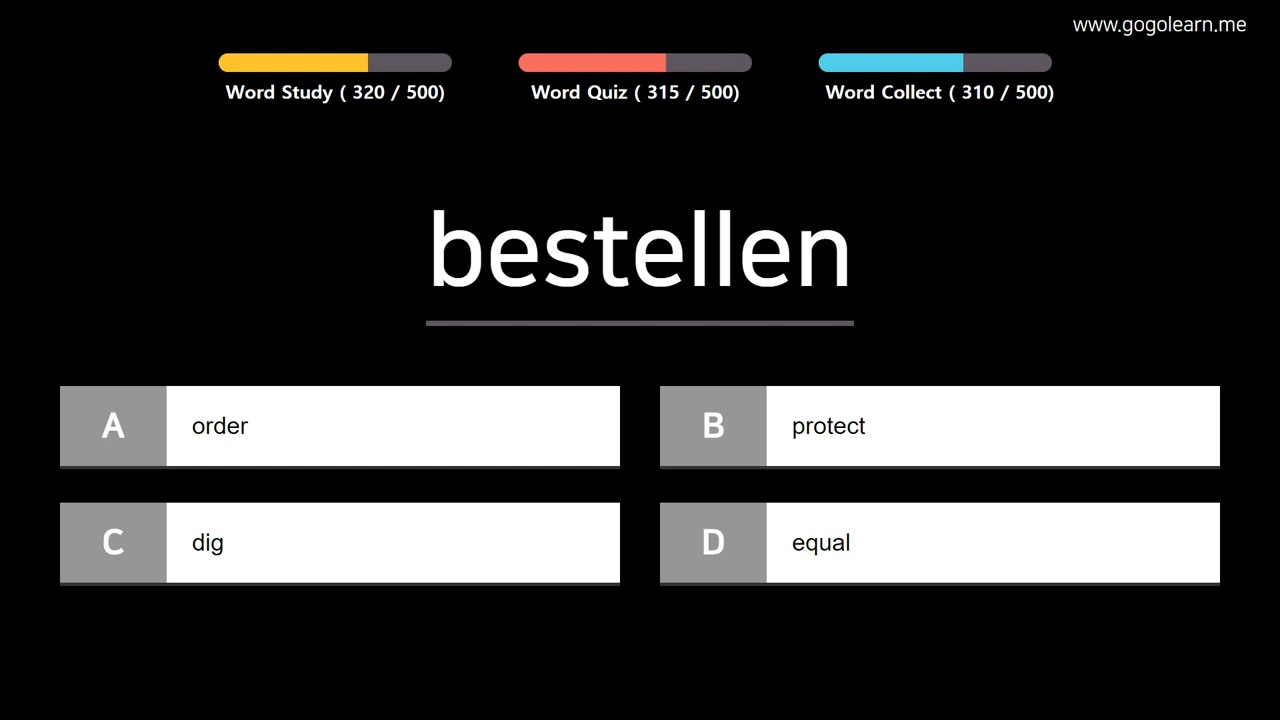 www.gogolearn.me
Word Study ( 320 / 500)
Word Quiz ( 315 / 500)
Word Collect ( 310 / 500)
bestellen
A order
B protect
C dig
D equal